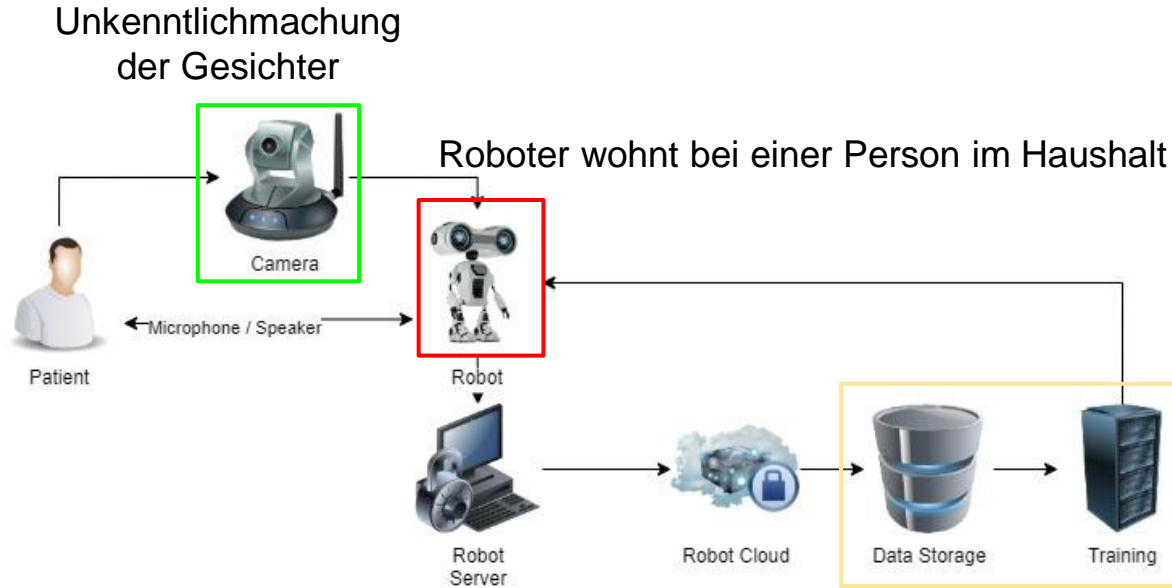 Unkenntlichmachung
der Gesichter
Roboter wohnt bei einer Person im Haushalt
Camera
Microphone / Speaker
Patient
Robot
Robot
Server
Robot Cloud
Data Storage
Training